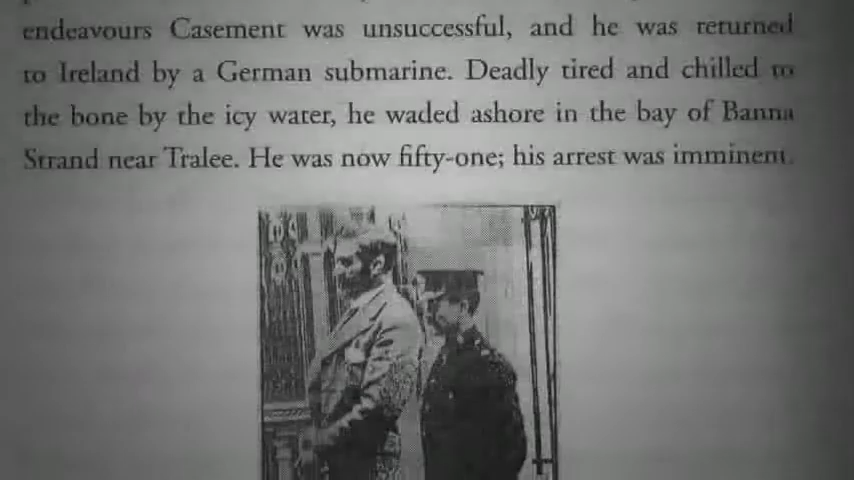 endeavours Casement was unsuccessful, and he was returned
to Ireland by a German submarine. Deadly tired and chilled to
the bone by the icy water, he waded ashore in the bay of Banna
Strand near Tralee. He was now fifty-one; his arrest was imminent.